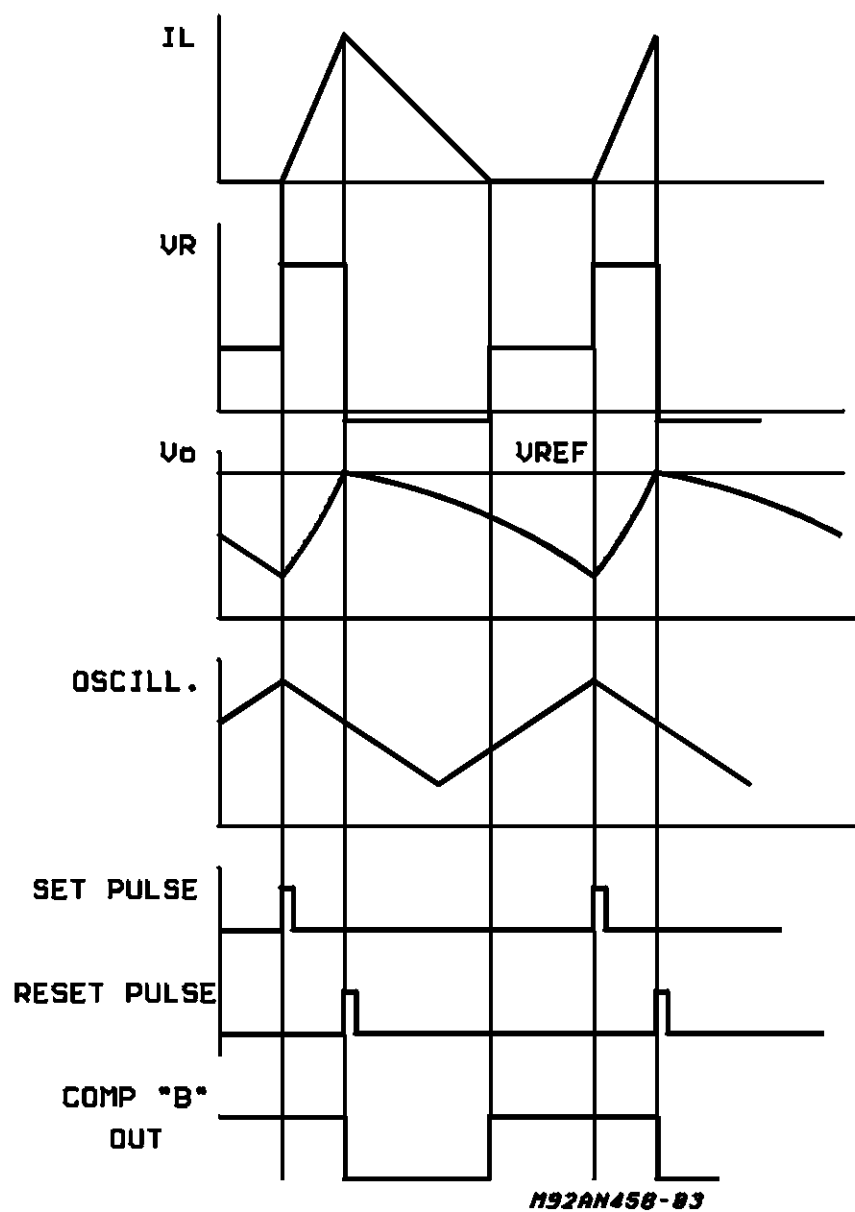 IL
VR
Vo
VREF
OSCILL.
SET PULSE
RESET PULSE
COMP "B"
OUT
M92AN458-03